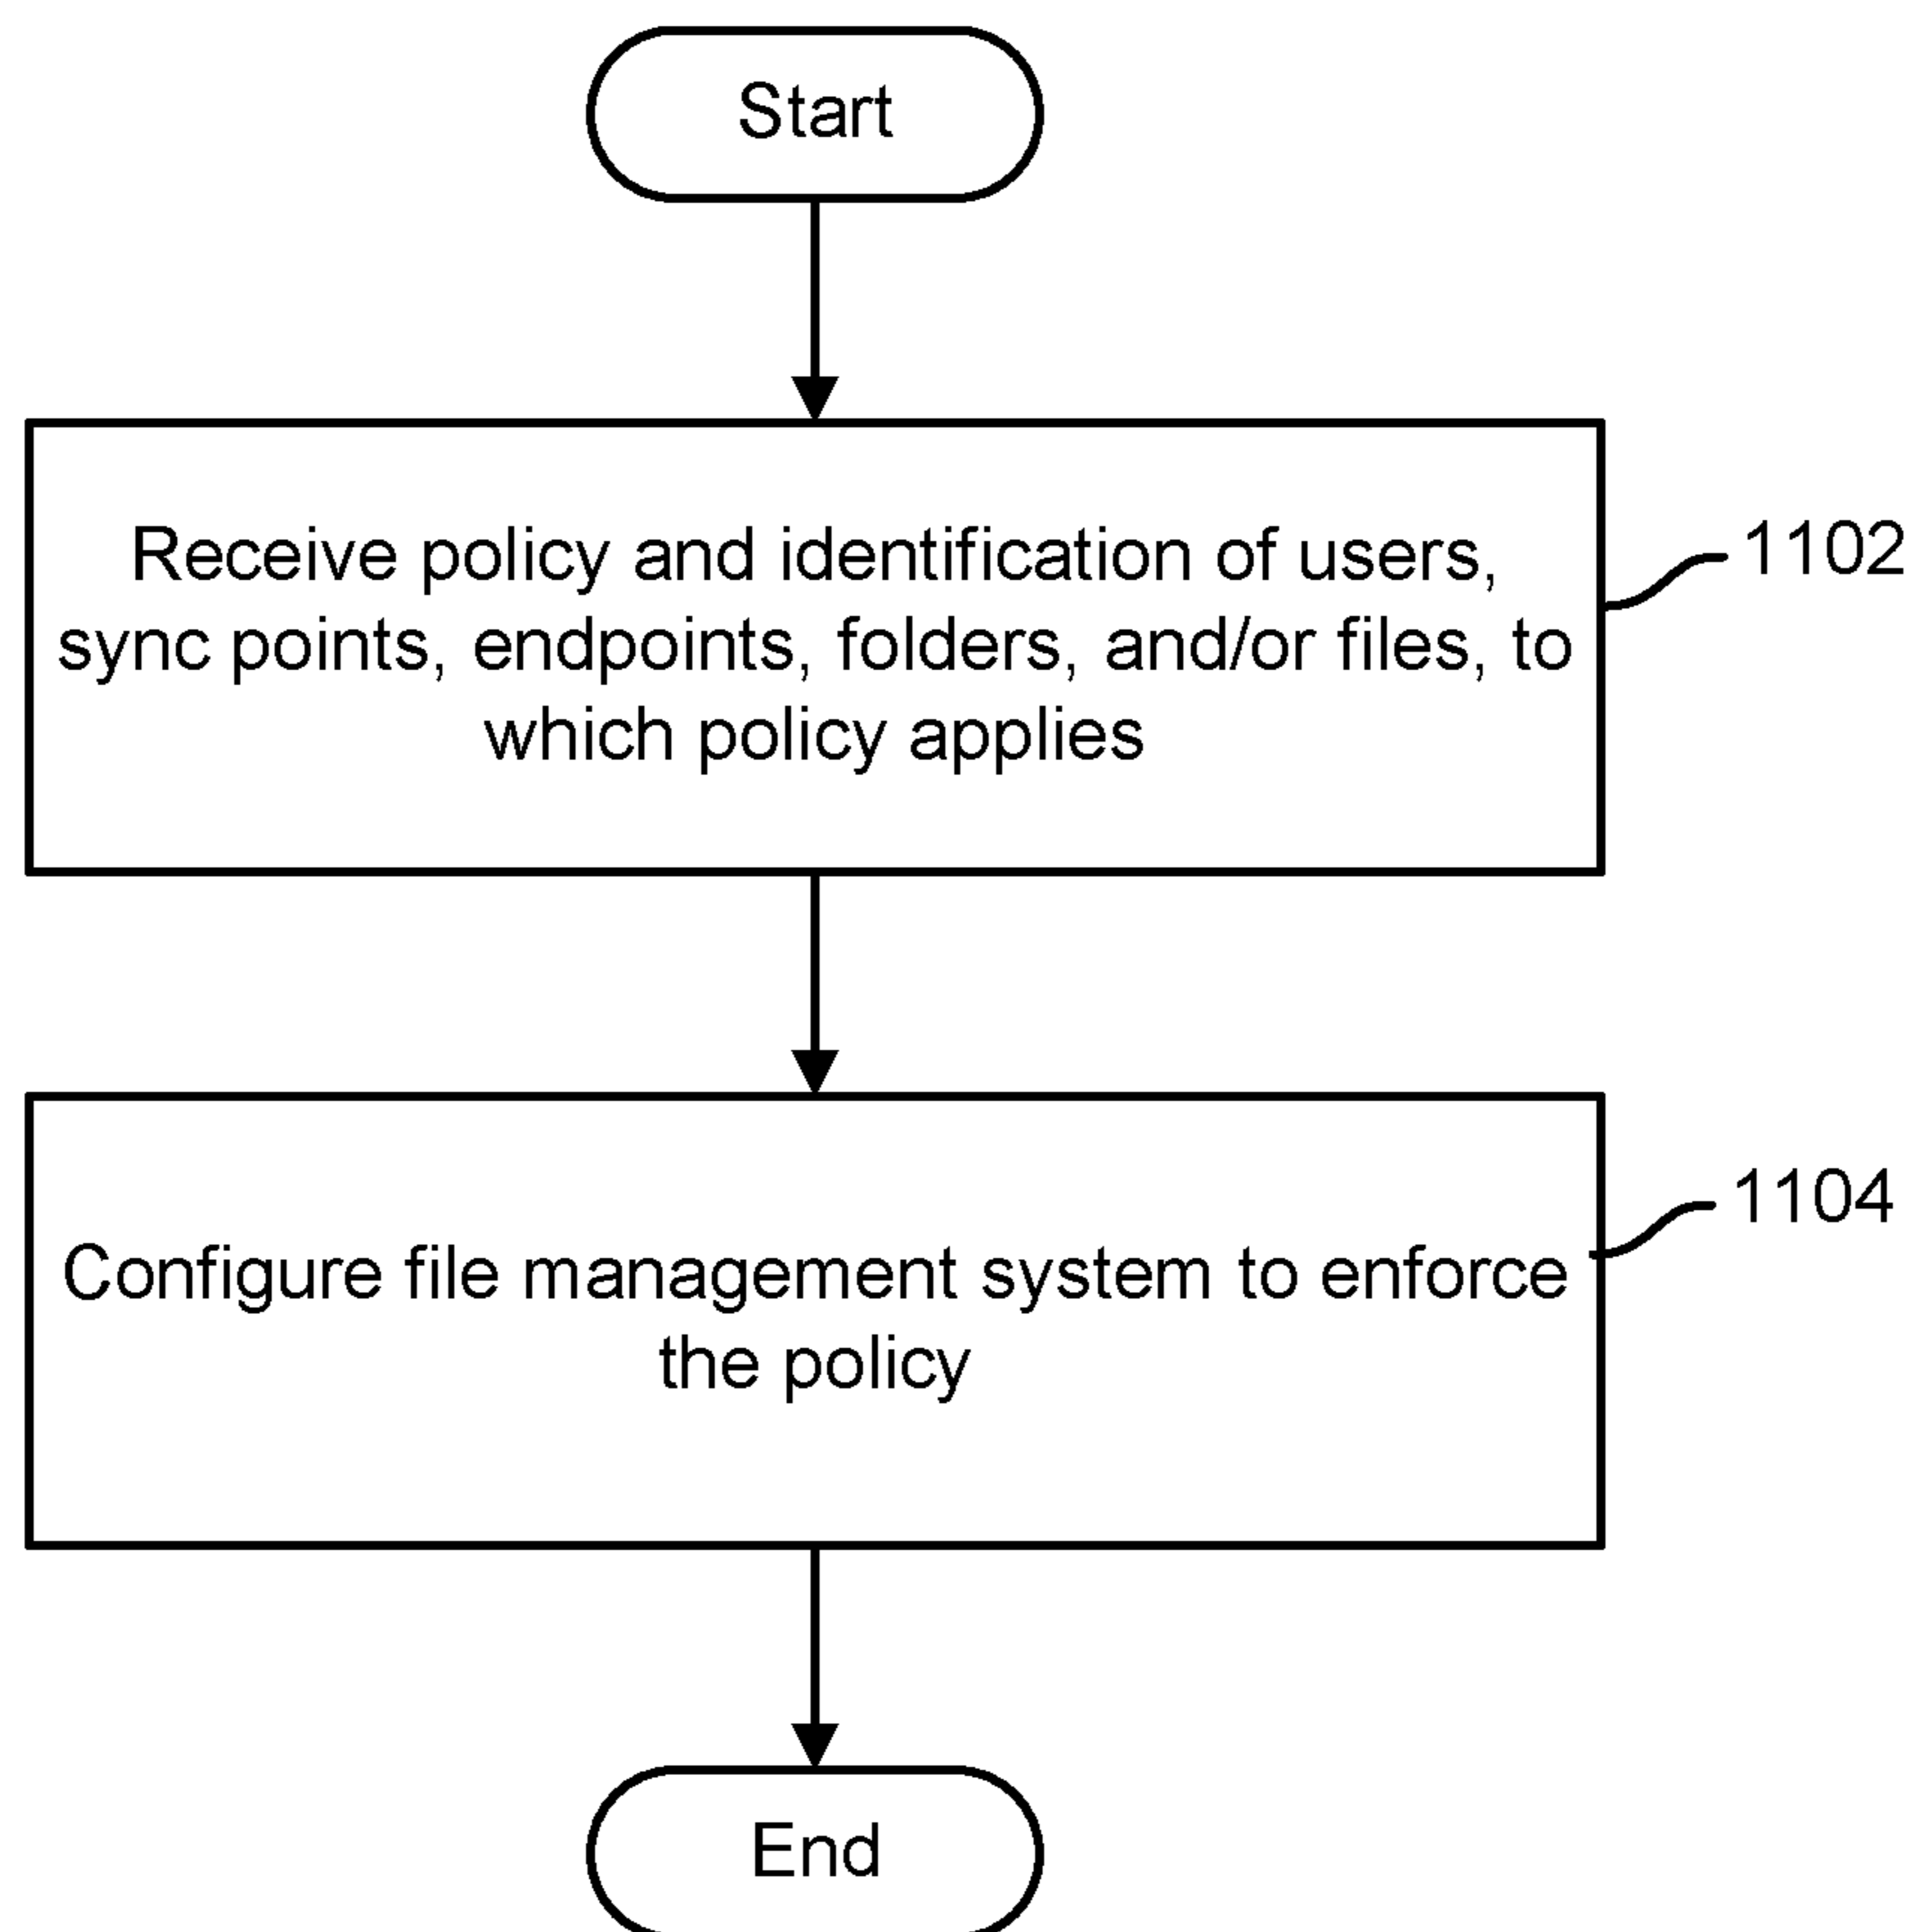 Start
Receive policy and identification of users,
sync points, endpoints, folders, and/or files, to
which policy applies
1102
Configure file management system to enforce
the policy
1104
End